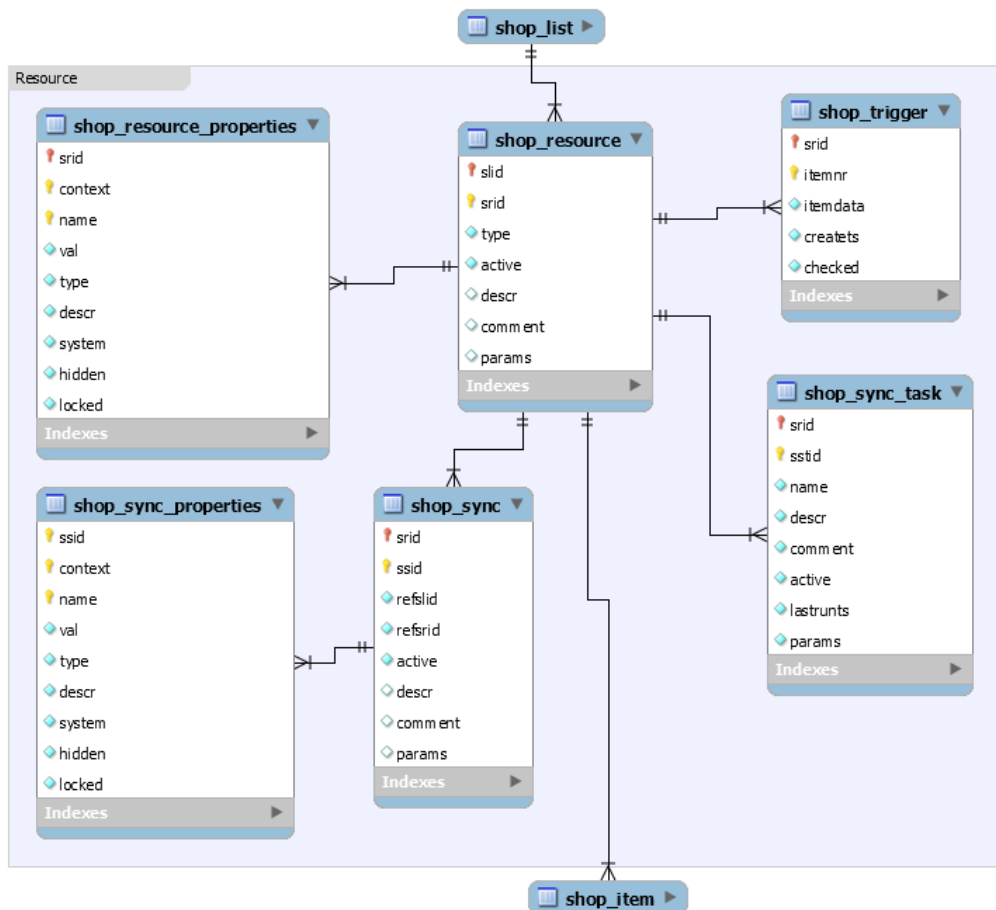 shop_list
Resource
shop_resource_properties
srid
context
name
val
type
descr
system
hidden
locked
Indexes
shop_resource
slid
srid
type
active
descr
comment
params
Indexes
shop_trigger
srid
itemnr
itemdata
createts
checked
Indexes
shop_sync_task
srid
sstid
name
descr
comment
active
lastrunts
params
Indexes
shop_sync_properties
ssid
context
name
val
type
descr
system
hidden
locked
Indexes
shop_sync
srid
ssid
refslid
refsrid
active
descr
comment
params
Indexes
shop_item